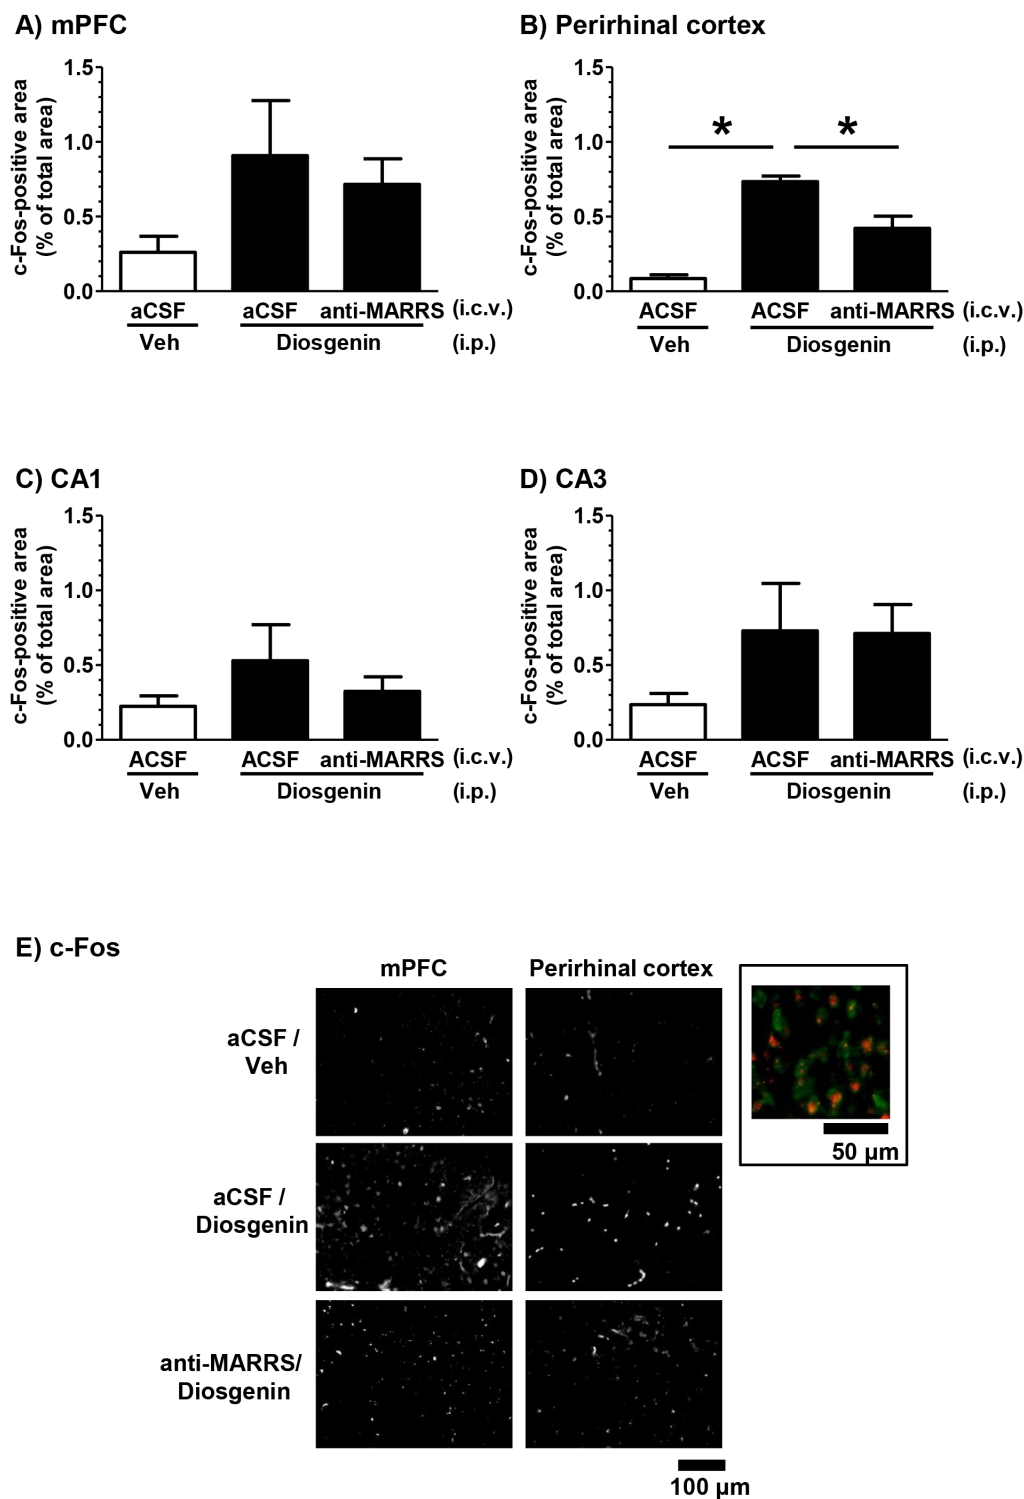 A) mPFC
c-Fos-positive area
(% of total area)
1.5
1.0
0.5
0.0
aCSF aCSF anti-MARRS (i.c.v.)
Veh Diosgenin (i.p.)
B) Perirhinal cortex
c-Fos-positive area
(% of total area)
1.5
1.0
0.5
0.0
* *
ACSF ACSF anti-MARRS (i.c.v.)
Veh Diosgenin (i.p.)
C) CA1
c-Fos-positive area
(% of total area)
1.5
1.0
0.5
0.0
ACSF ACSF anti-MARRS (i.c.v.)
Veh Diosgenin (i.p.)
D) CA3
c-Fos-positive area
(% of total area)
1.5
1.0
0.5
0.0
ACSF ACSF anti-MARRS (i.c.v.)
Veh Diosgenin (i.p.)
E) c-Fos
mPFC Perirhinal cortex
aCSF /
Veh
50 µm
aCSF /
Diosgenin
anti-MARRS/
Diosgenin
100 µm